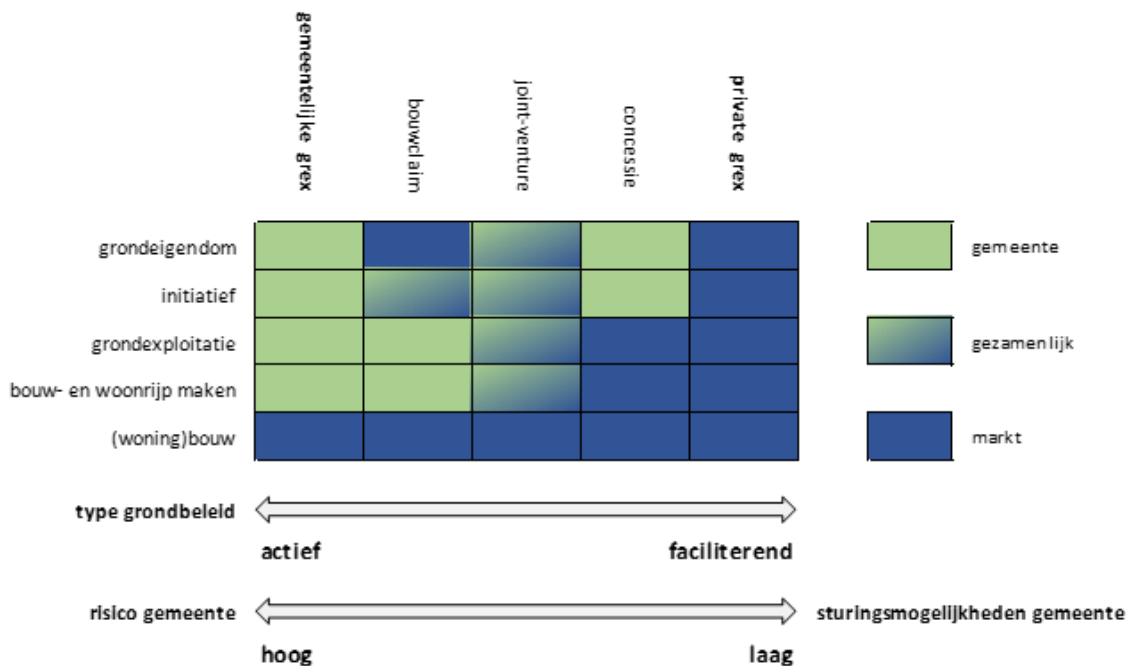 gemeentelijke grex
bouwclaim
joint-venture
concessie
private grex
grondeigendom
gemeente
initiatief
grondexploitatie
gezamenlijk
bouw- en woonrijp maken
(woning)bouw
markt
type grondbeleid
actief
faciliterend
risico gemeente
sturingsmogelijkheden gemeente
hoog
laag